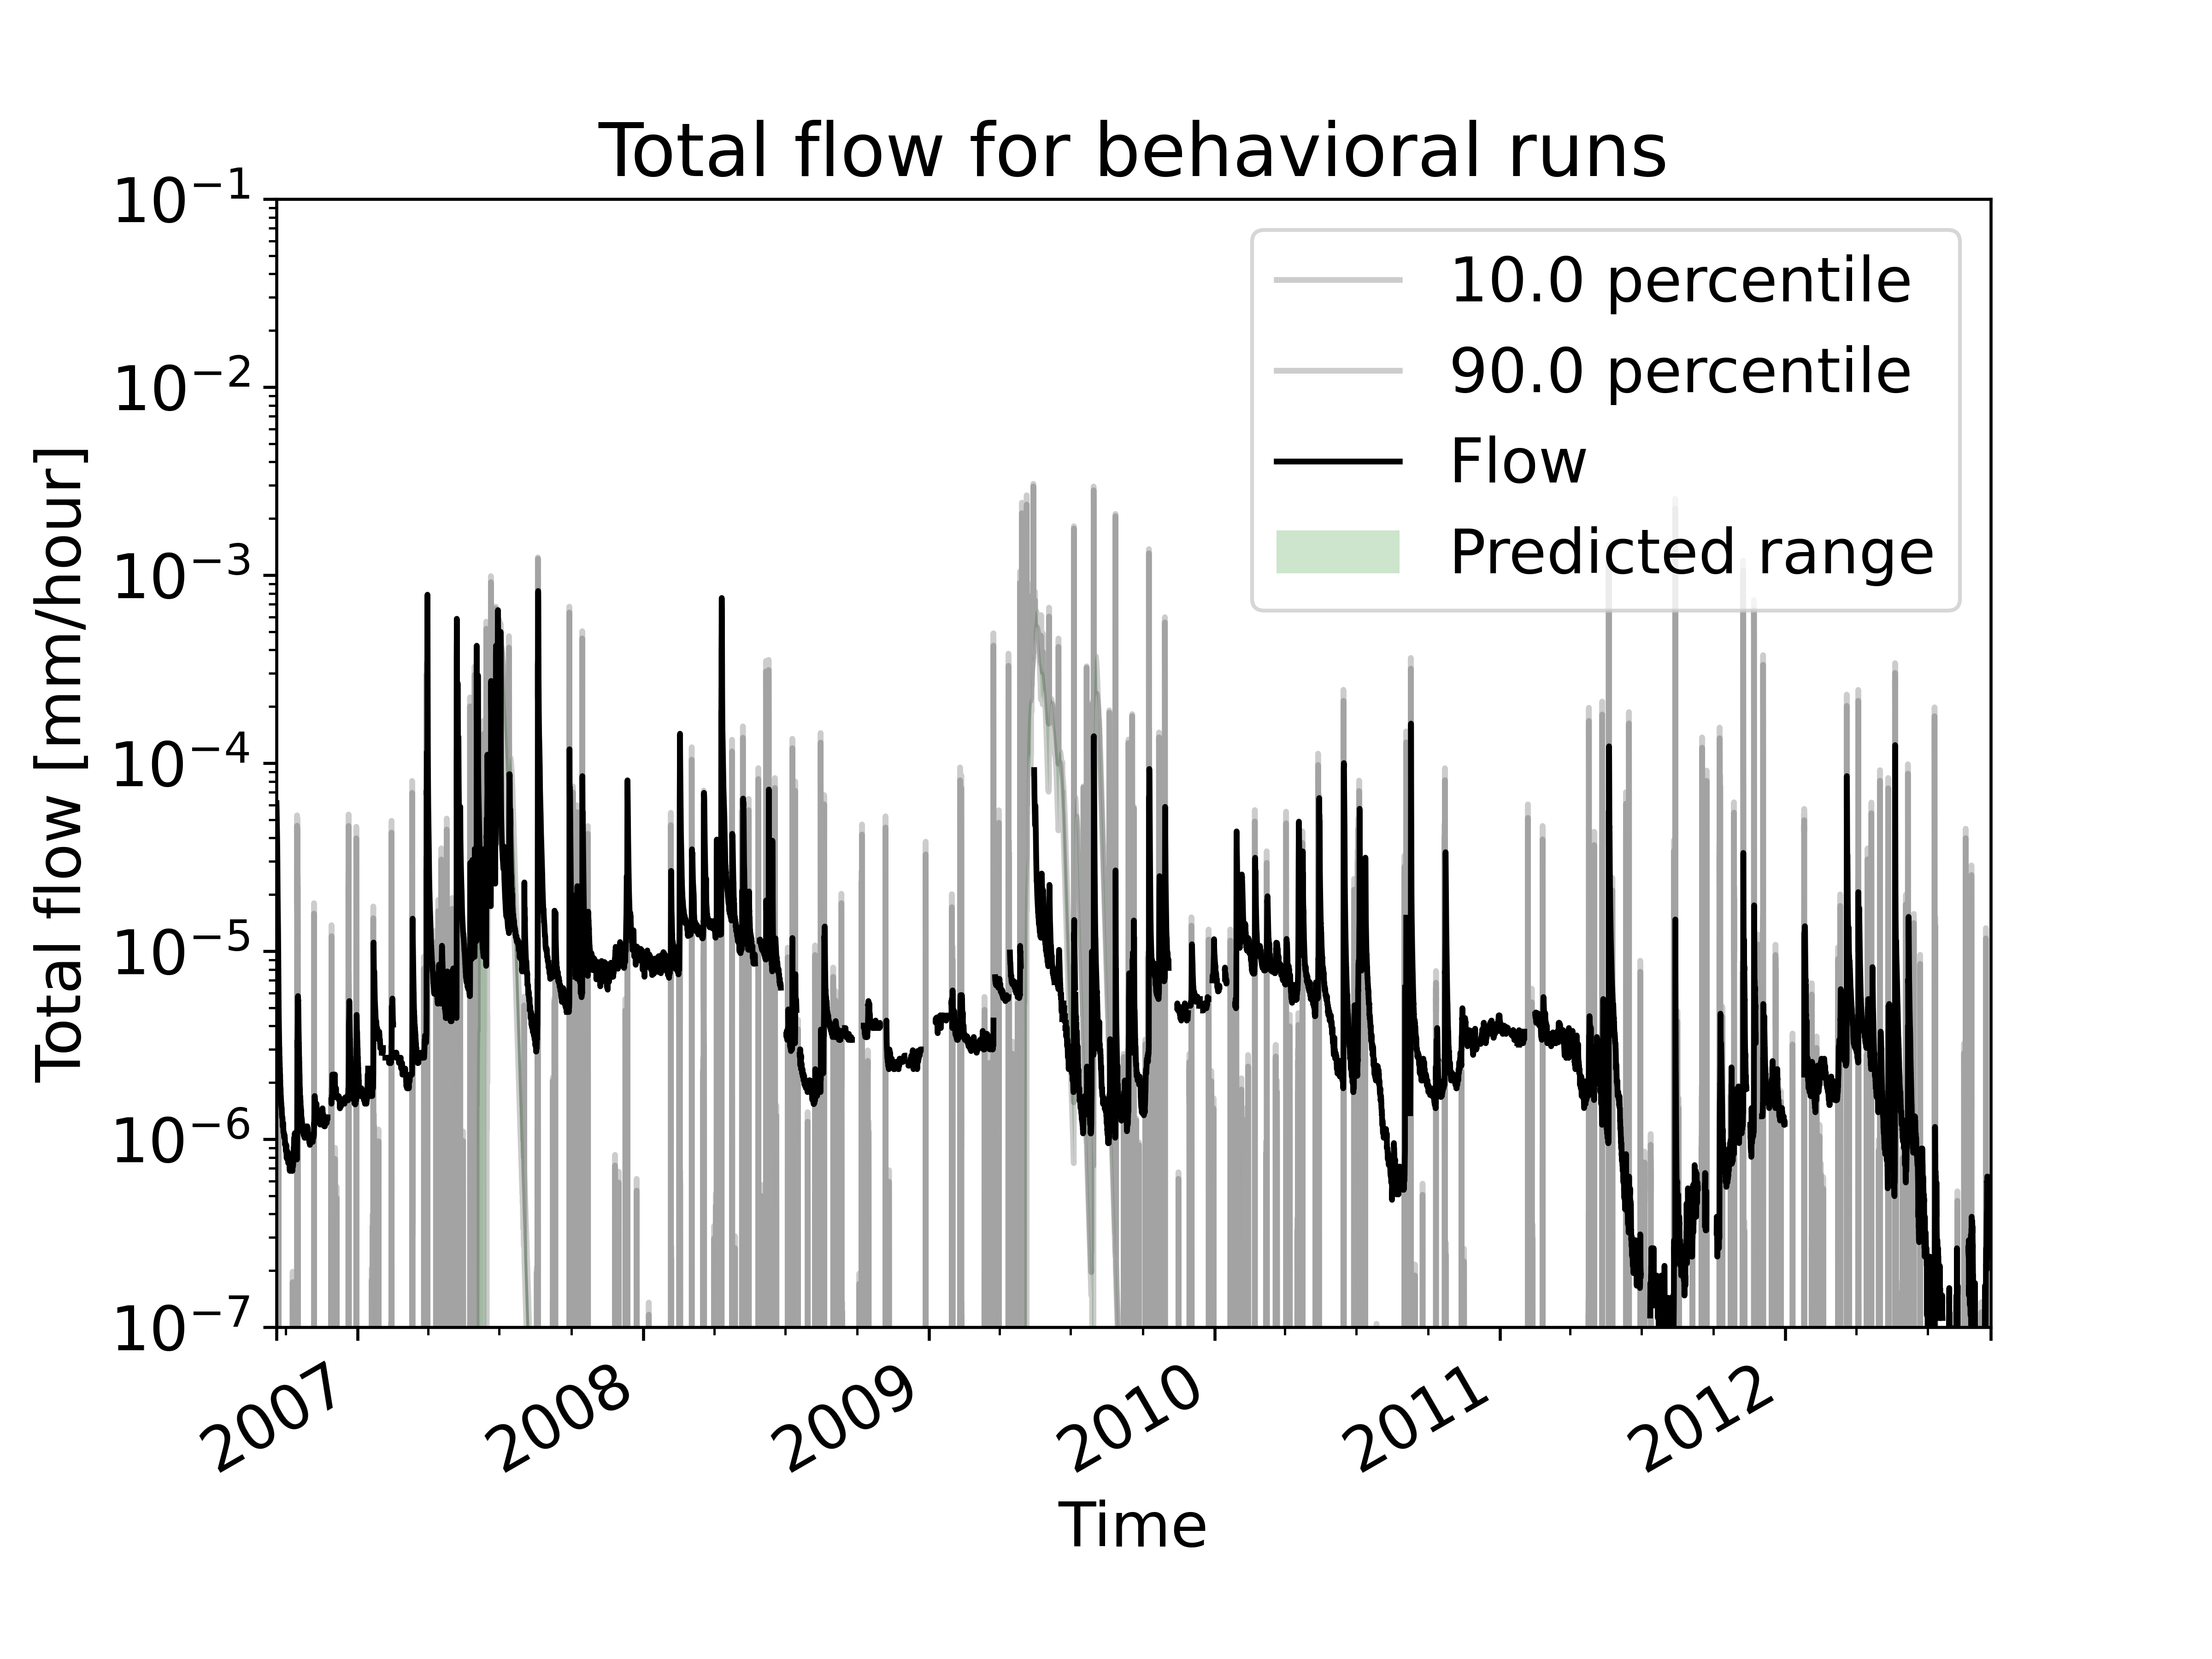 Total flow for behavioral runs
10⁻¹
10⁻²
10⁻³
10⁻⁴
10⁻⁵
10⁻⁶
10⁻⁷
Total flow [mm/hour]
10.0 percentile
90.0 percentile
Flow
Predicted range
2007
2008
2009
2010
2011
2012
Time